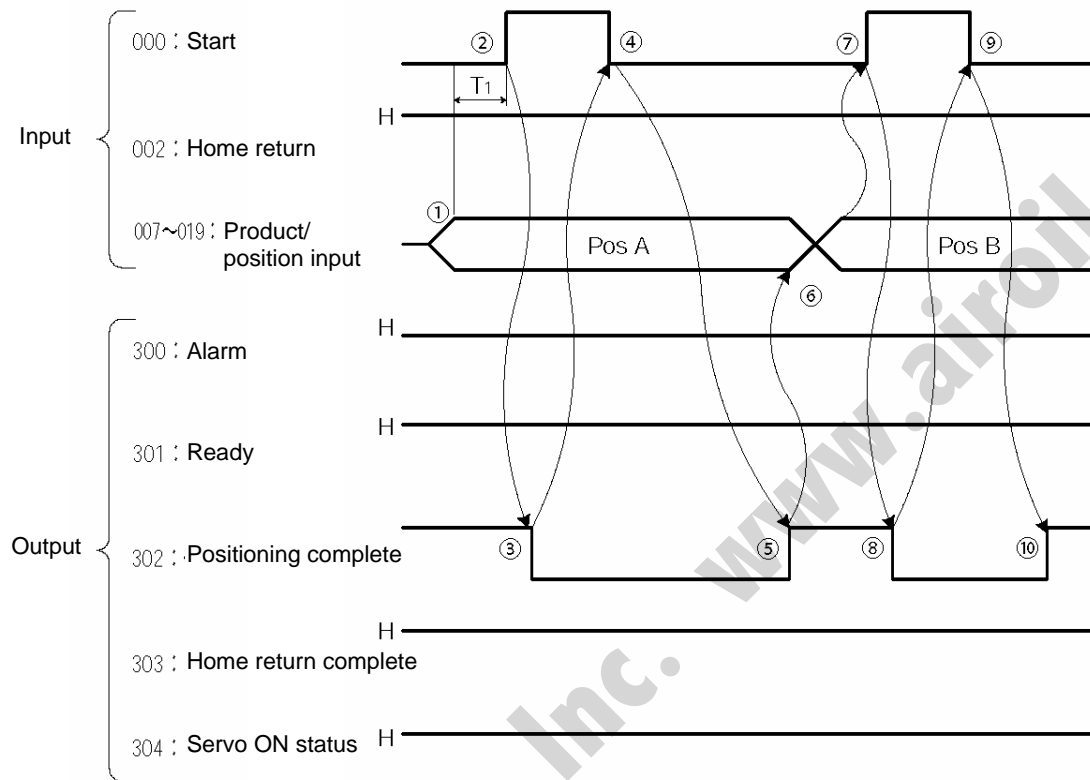 000 : Start
②
④
⑦
⑨
T1
H
Input
002 : Home return
①
007~019 : Product/
position input
Pos A
Pos B
⑥
H
300 : Alarm
H
301 : Ready
Output
302 : Positioning complete
③
⑤
⑧
⑩
H
303 : Home return complete
304 : Servo ON status
H
Inc. www.airoil